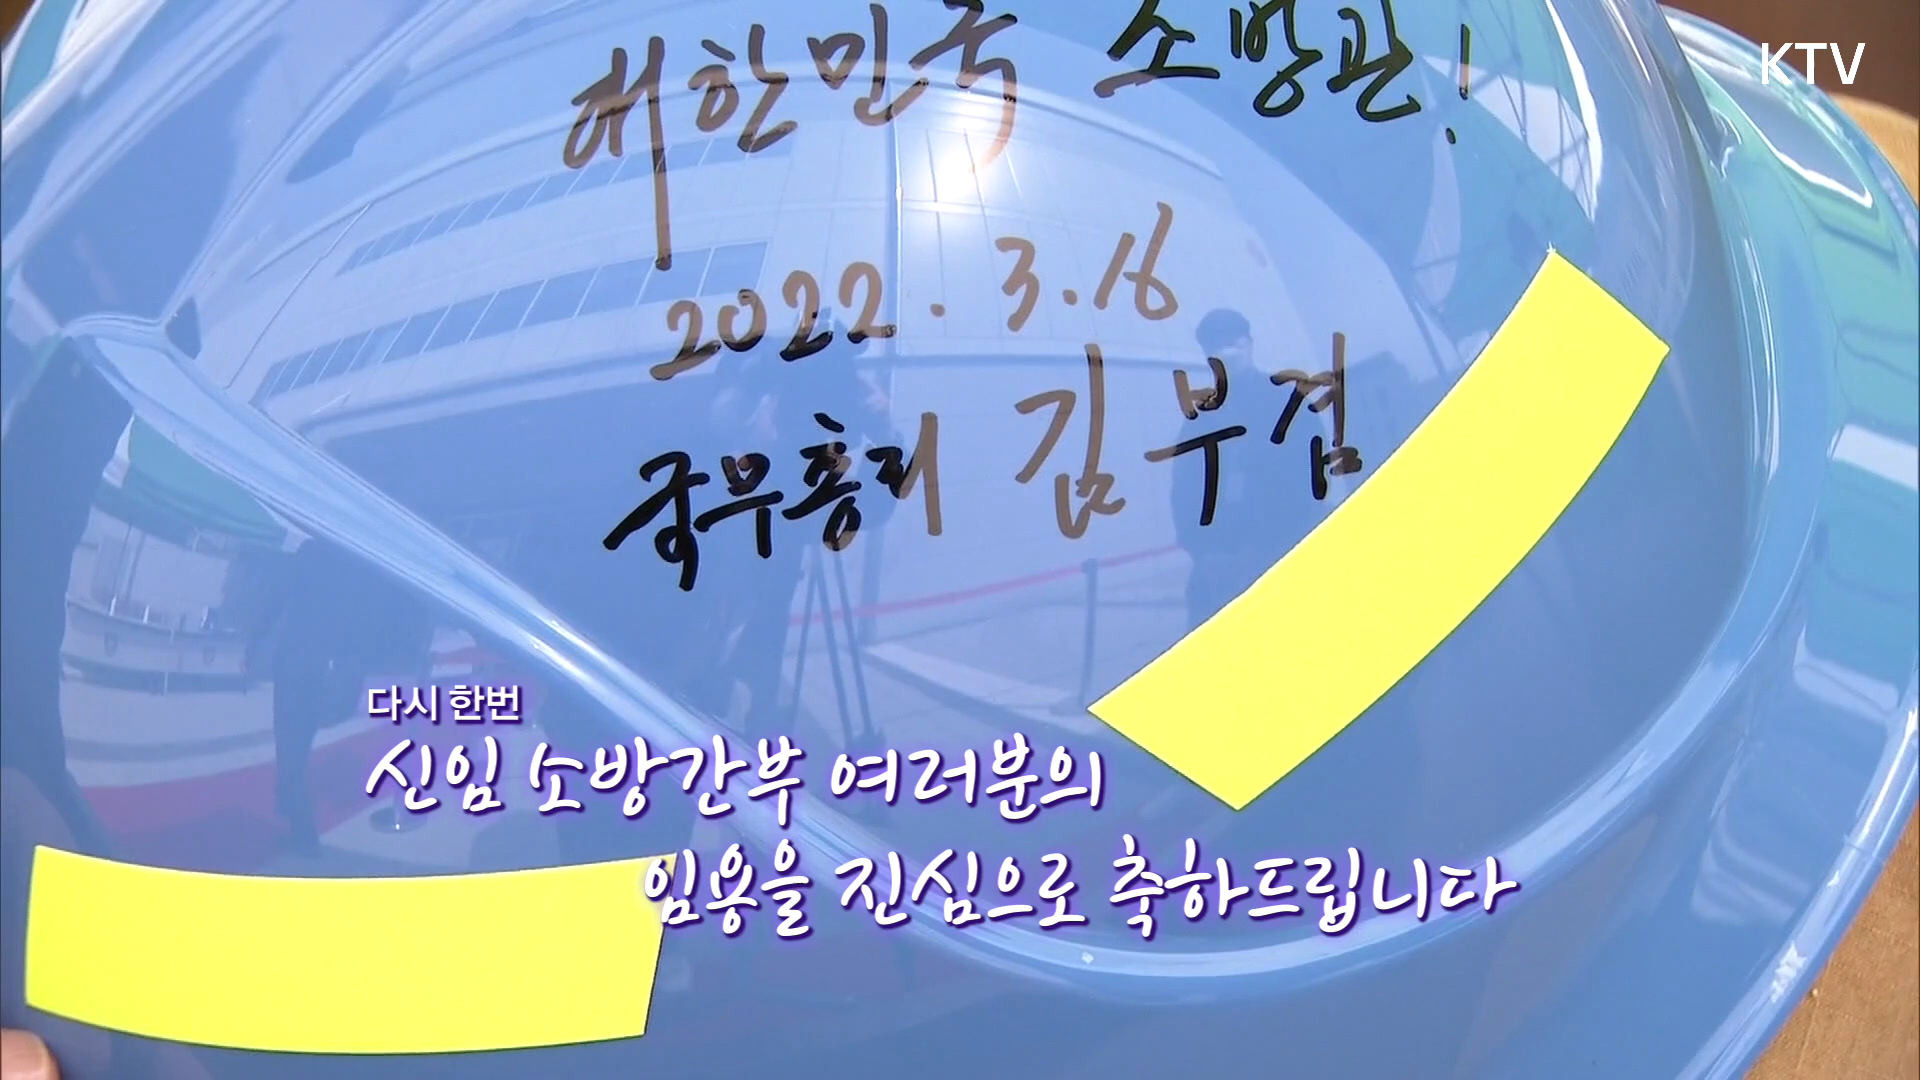 KTV
대한민국 소방관!
2022. 3. 16
국무총리 김부겸
다시 한번
신임 소방간부 여러분의
임용을 진심으로 축하드립니다